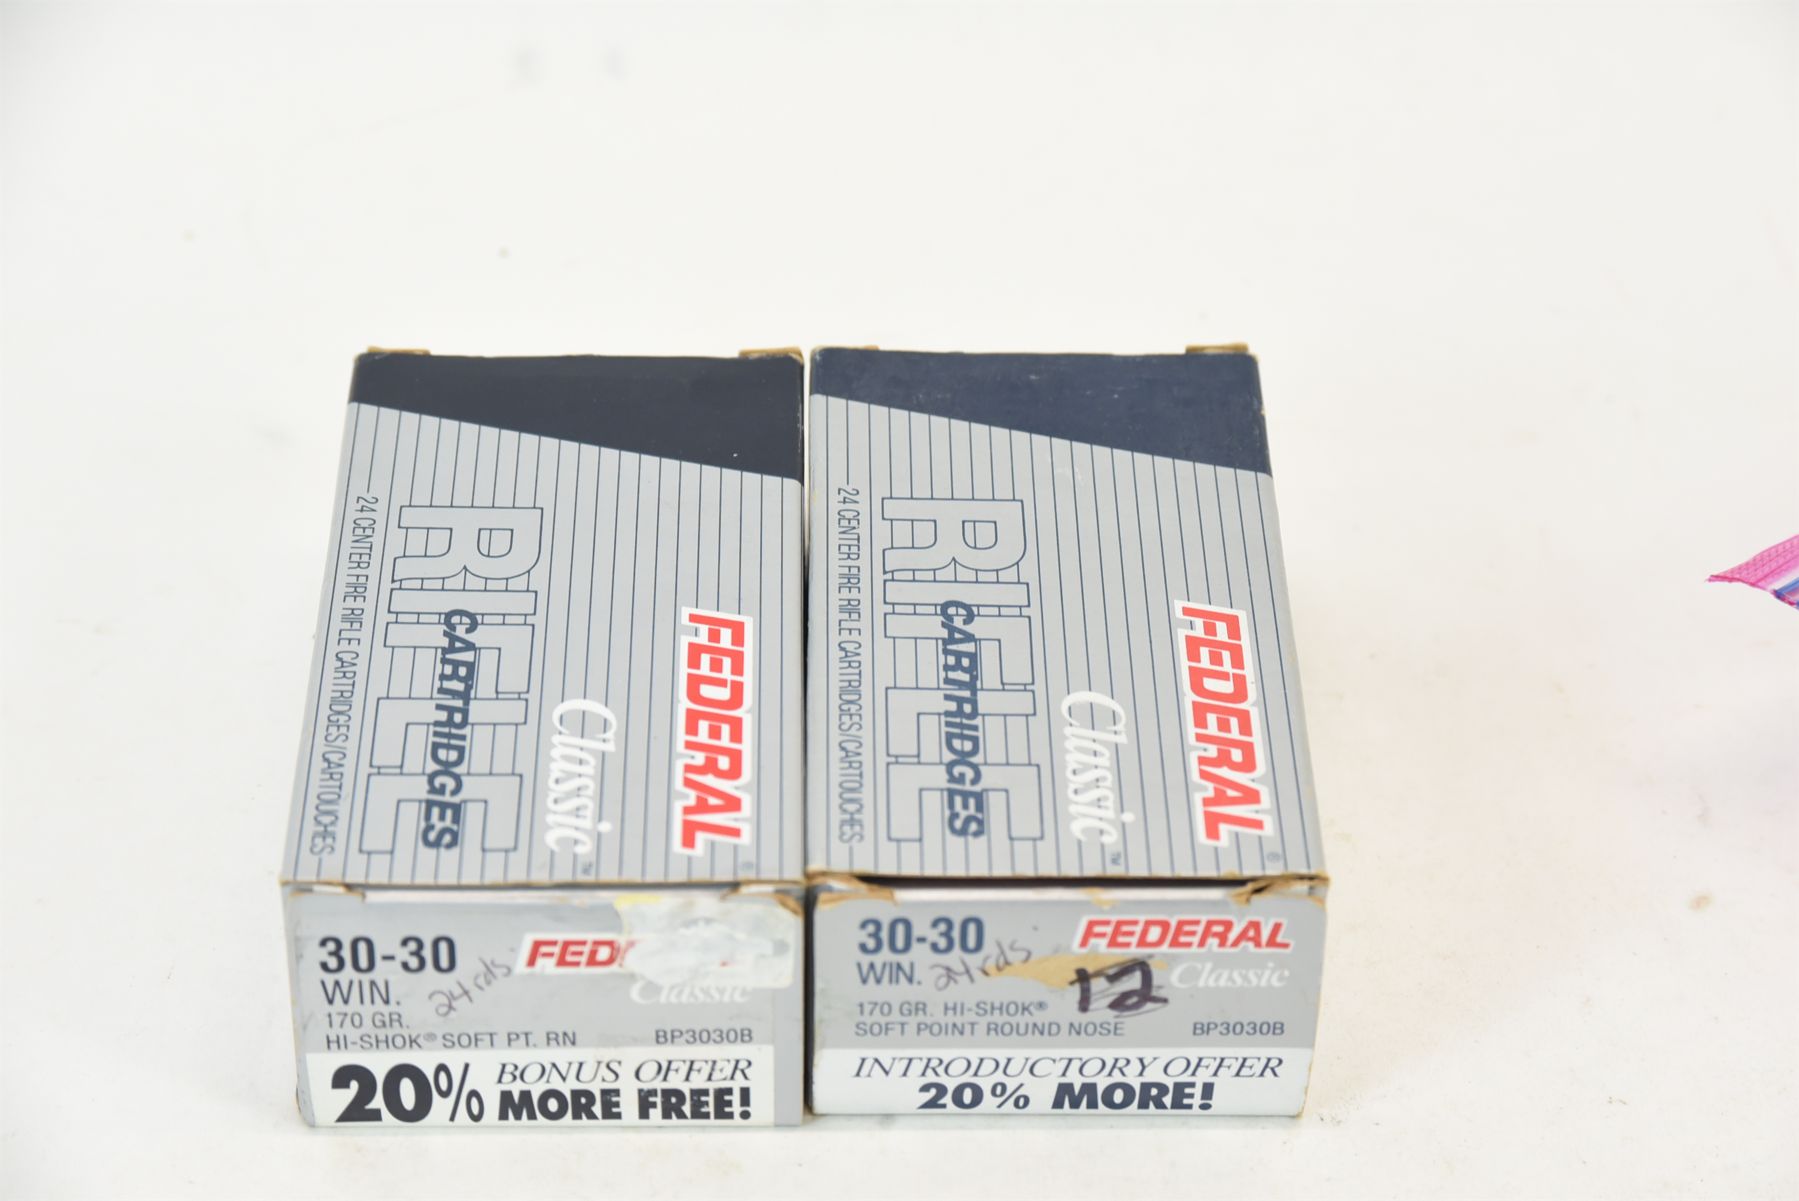 24 CENTER FIRE RIFLE CARTRIDGES/CARTOUCHES
RIFLE
CARTRIDGES
Classic™
FEDERAL®
30-30
WIN. 24 rds.
170 GR.
HI-SHOK® SOFT PT. RN
BP3030B
Classic
20% BONUS OFFER
MORE FREE!
24 CENTER FIRE RIFLE CARTRIDGES/CARTOUCHES
RIFLE
CARTRIDGES
Classic™
FEDERAL®
30-30
FEDERAL
WIN. 24 rds.
12
Classic
170 GR. HI-SHOK®
SOFT POINT ROUND NOSE
BP3030B
INTRODUCTORY OFFER
20% MORE!